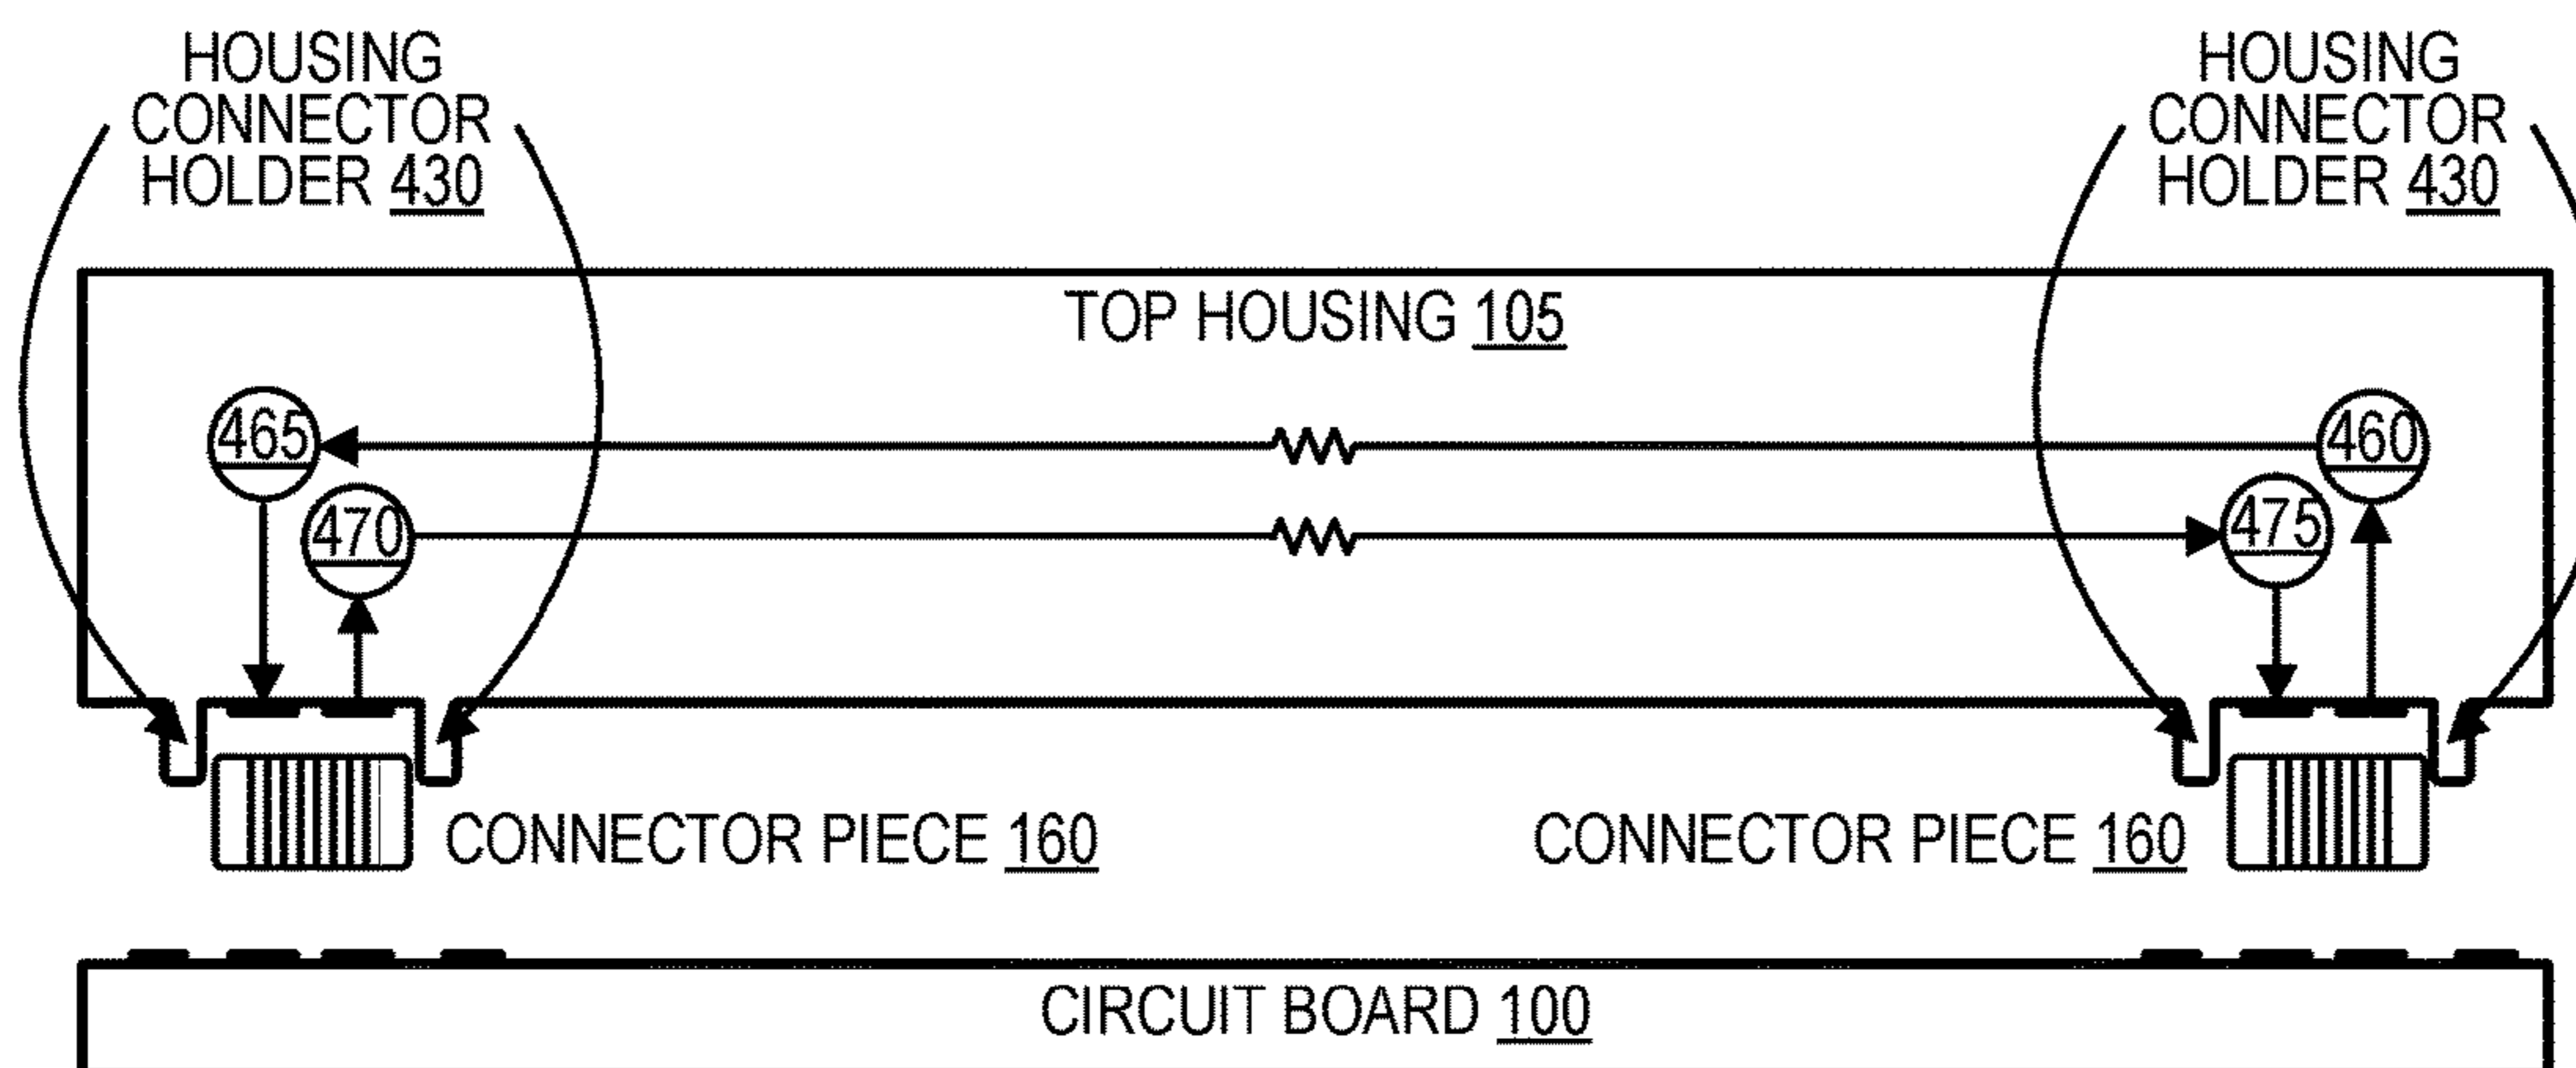 HOUSING
CONNECTOR
HOLDER 430
HOUSING
CONNECTOR
HOLDER 430
TOP HOUSING 105
465
460
470
475
CONNECTOR PIECE 160
CONNECTOR PIECE 160
CIRCUIT BOARD 100